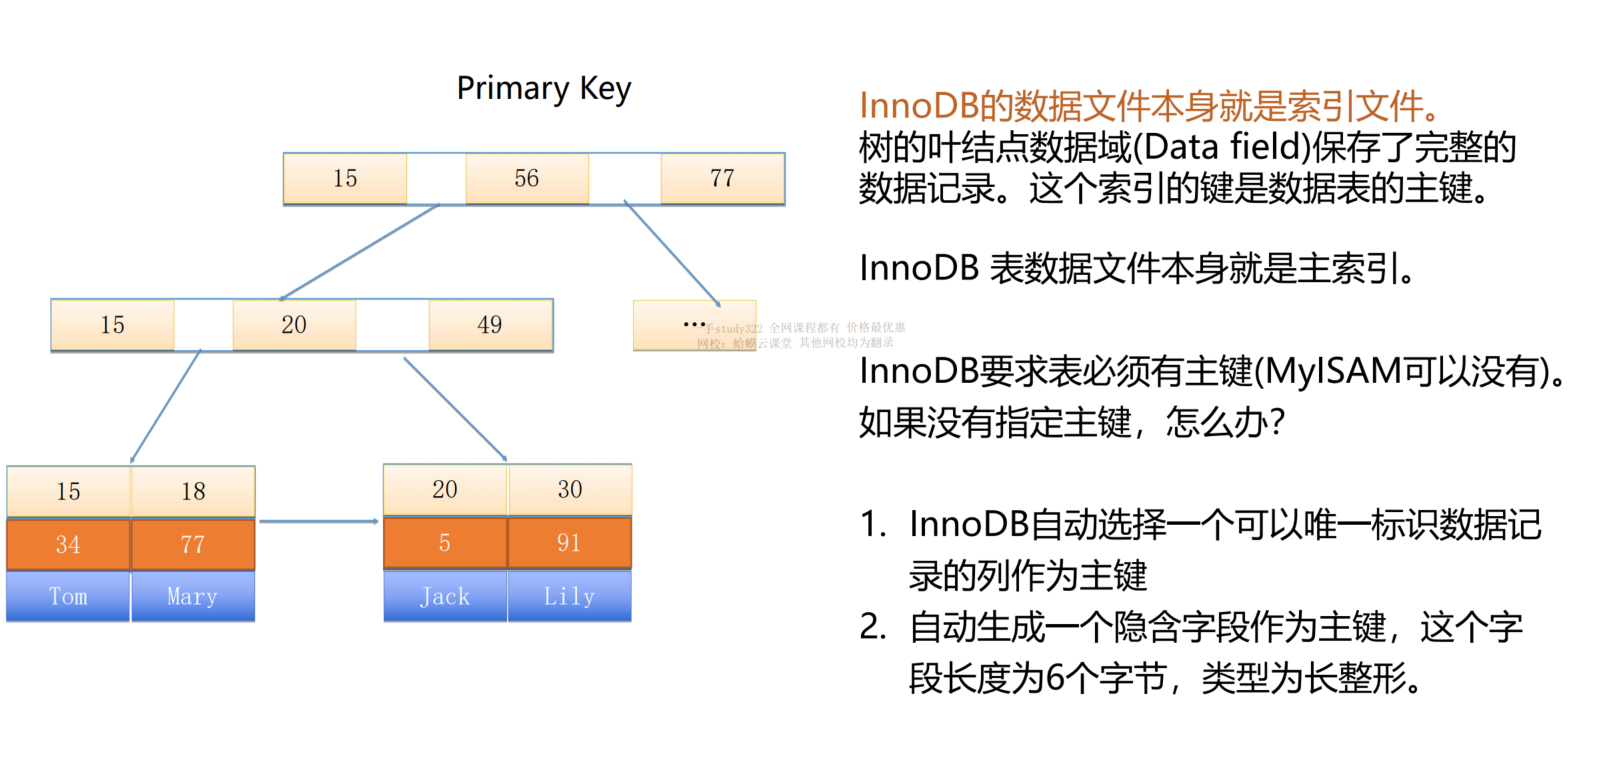 Primary Key
15 56 77
15 20 49
...
15 18
34 77
Tom Mary
20 30
5 91
Jack Lily
InnoDB的数据文件本身就是索引文件。
树的叶结点数据域(Data field)保存了完整的
数据记录。这个索引的键是数据表的主键。
InnoDB 表数据文件本身就是主索引。
InnoDB要求表必须有主键(MyISAM可以没有)。
如果没有指定主键，怎么办？
1. InnoDB自动选择一个可以唯一标识数据记
录的列作为主键
2. 自动生成一个隐含字段作为主键，这个字
段长度为6个字节，类型为长整形。
study322 全网课程都有 价格最优惠
网校：蛤蟆云课堂 其他网校均为翻录